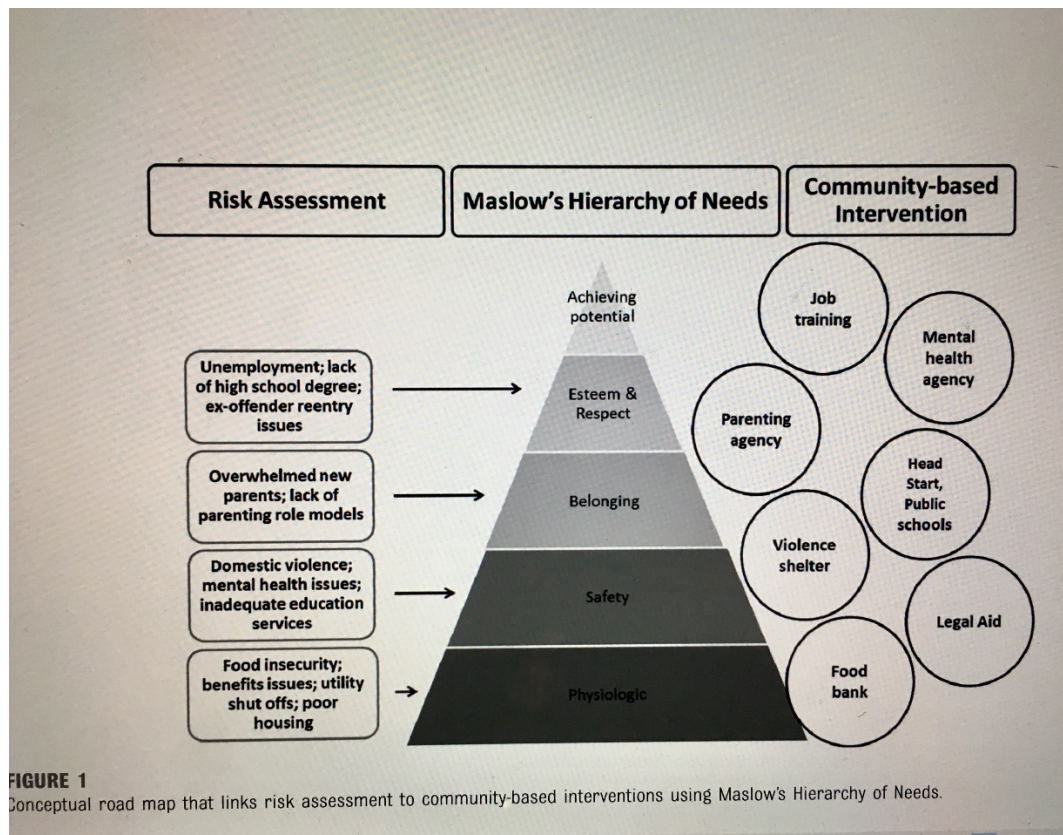 Risk Assessment
Maslow's Hierarchy of Needs
Community-based
Intervention
Achieving
potential
Job
training
Mental
health
agency
Unemployment; lack
of high school degree;
ex-offender reentry
issues
Esteem &
Respect
Parenting
agency
Overwhelmed new
parents; lack of
parenting role models
Belonging
Head
Start,
Public
schools
Domestic violence;
mental health issues;
inadequate education
services
Safety
Violence
shelter
Legal Aid
Food insecurity;
benefits issues; utility
shut offs; poor
housing
Physiologic
Food
bank
FIGURE 1
Conceptual road map that links risk assessment to community-based interventions using Maslow's Hierarchy of Needs.